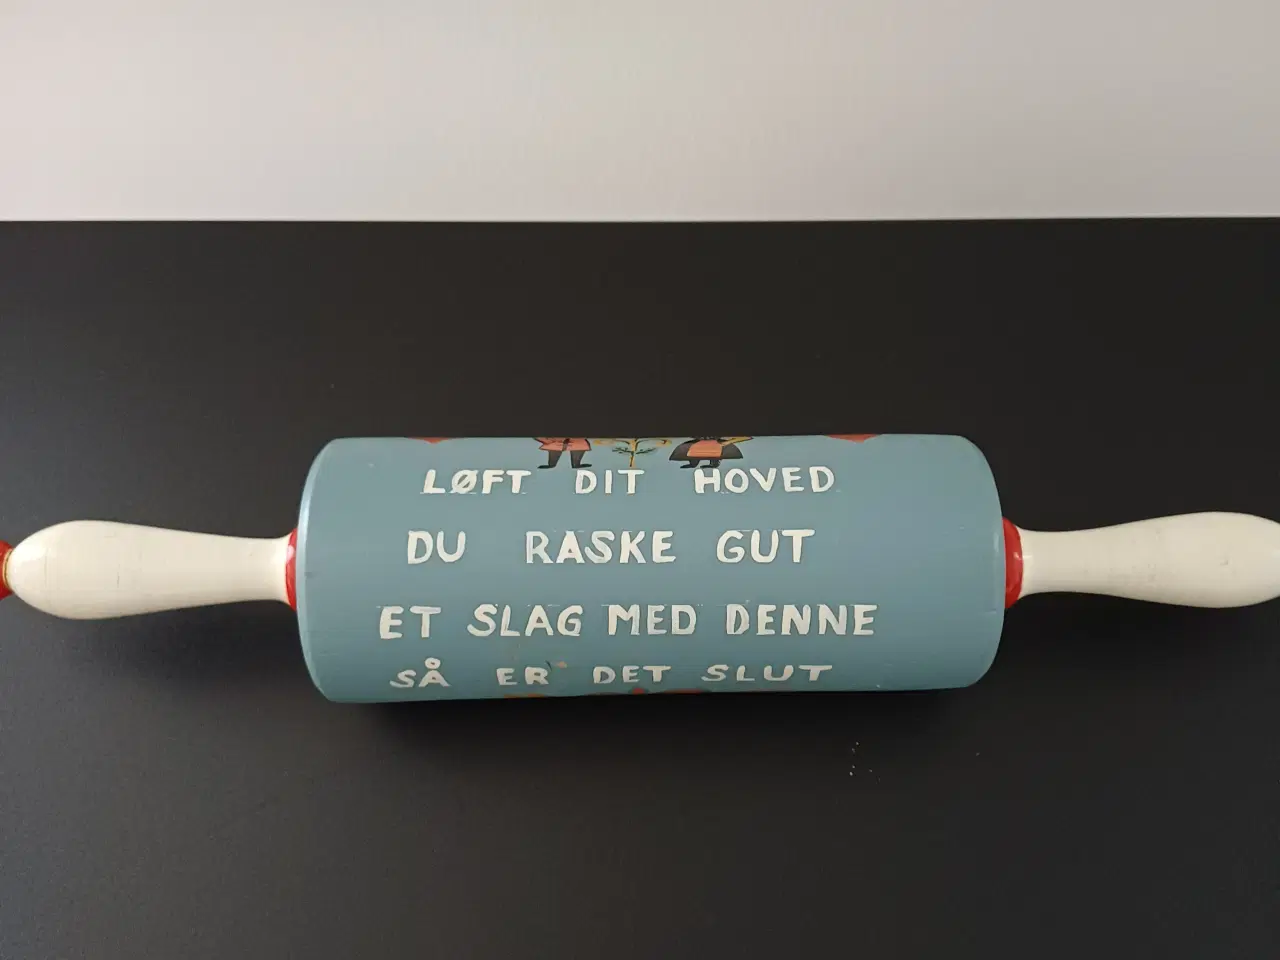 LØFT DIT HOVED
DU RASKE GUT
ET SLAG MED DENNE
SÅ ER DET SLUT